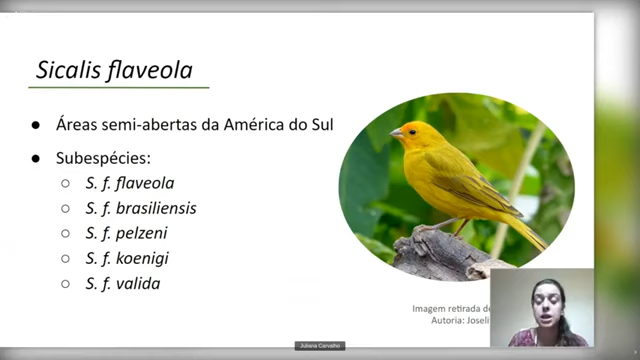 Sicalis flaveola
● Áreas semi-abertas da América do Sul
● Subespécies:
○ S. f. flaveola
○ S. f. brasiliensis
○ S. f. pelzeni
○ S. f. koenigi
○ S. f. valida
Imagem retirada de
Autoria: Joseli
Juliana Carvalho